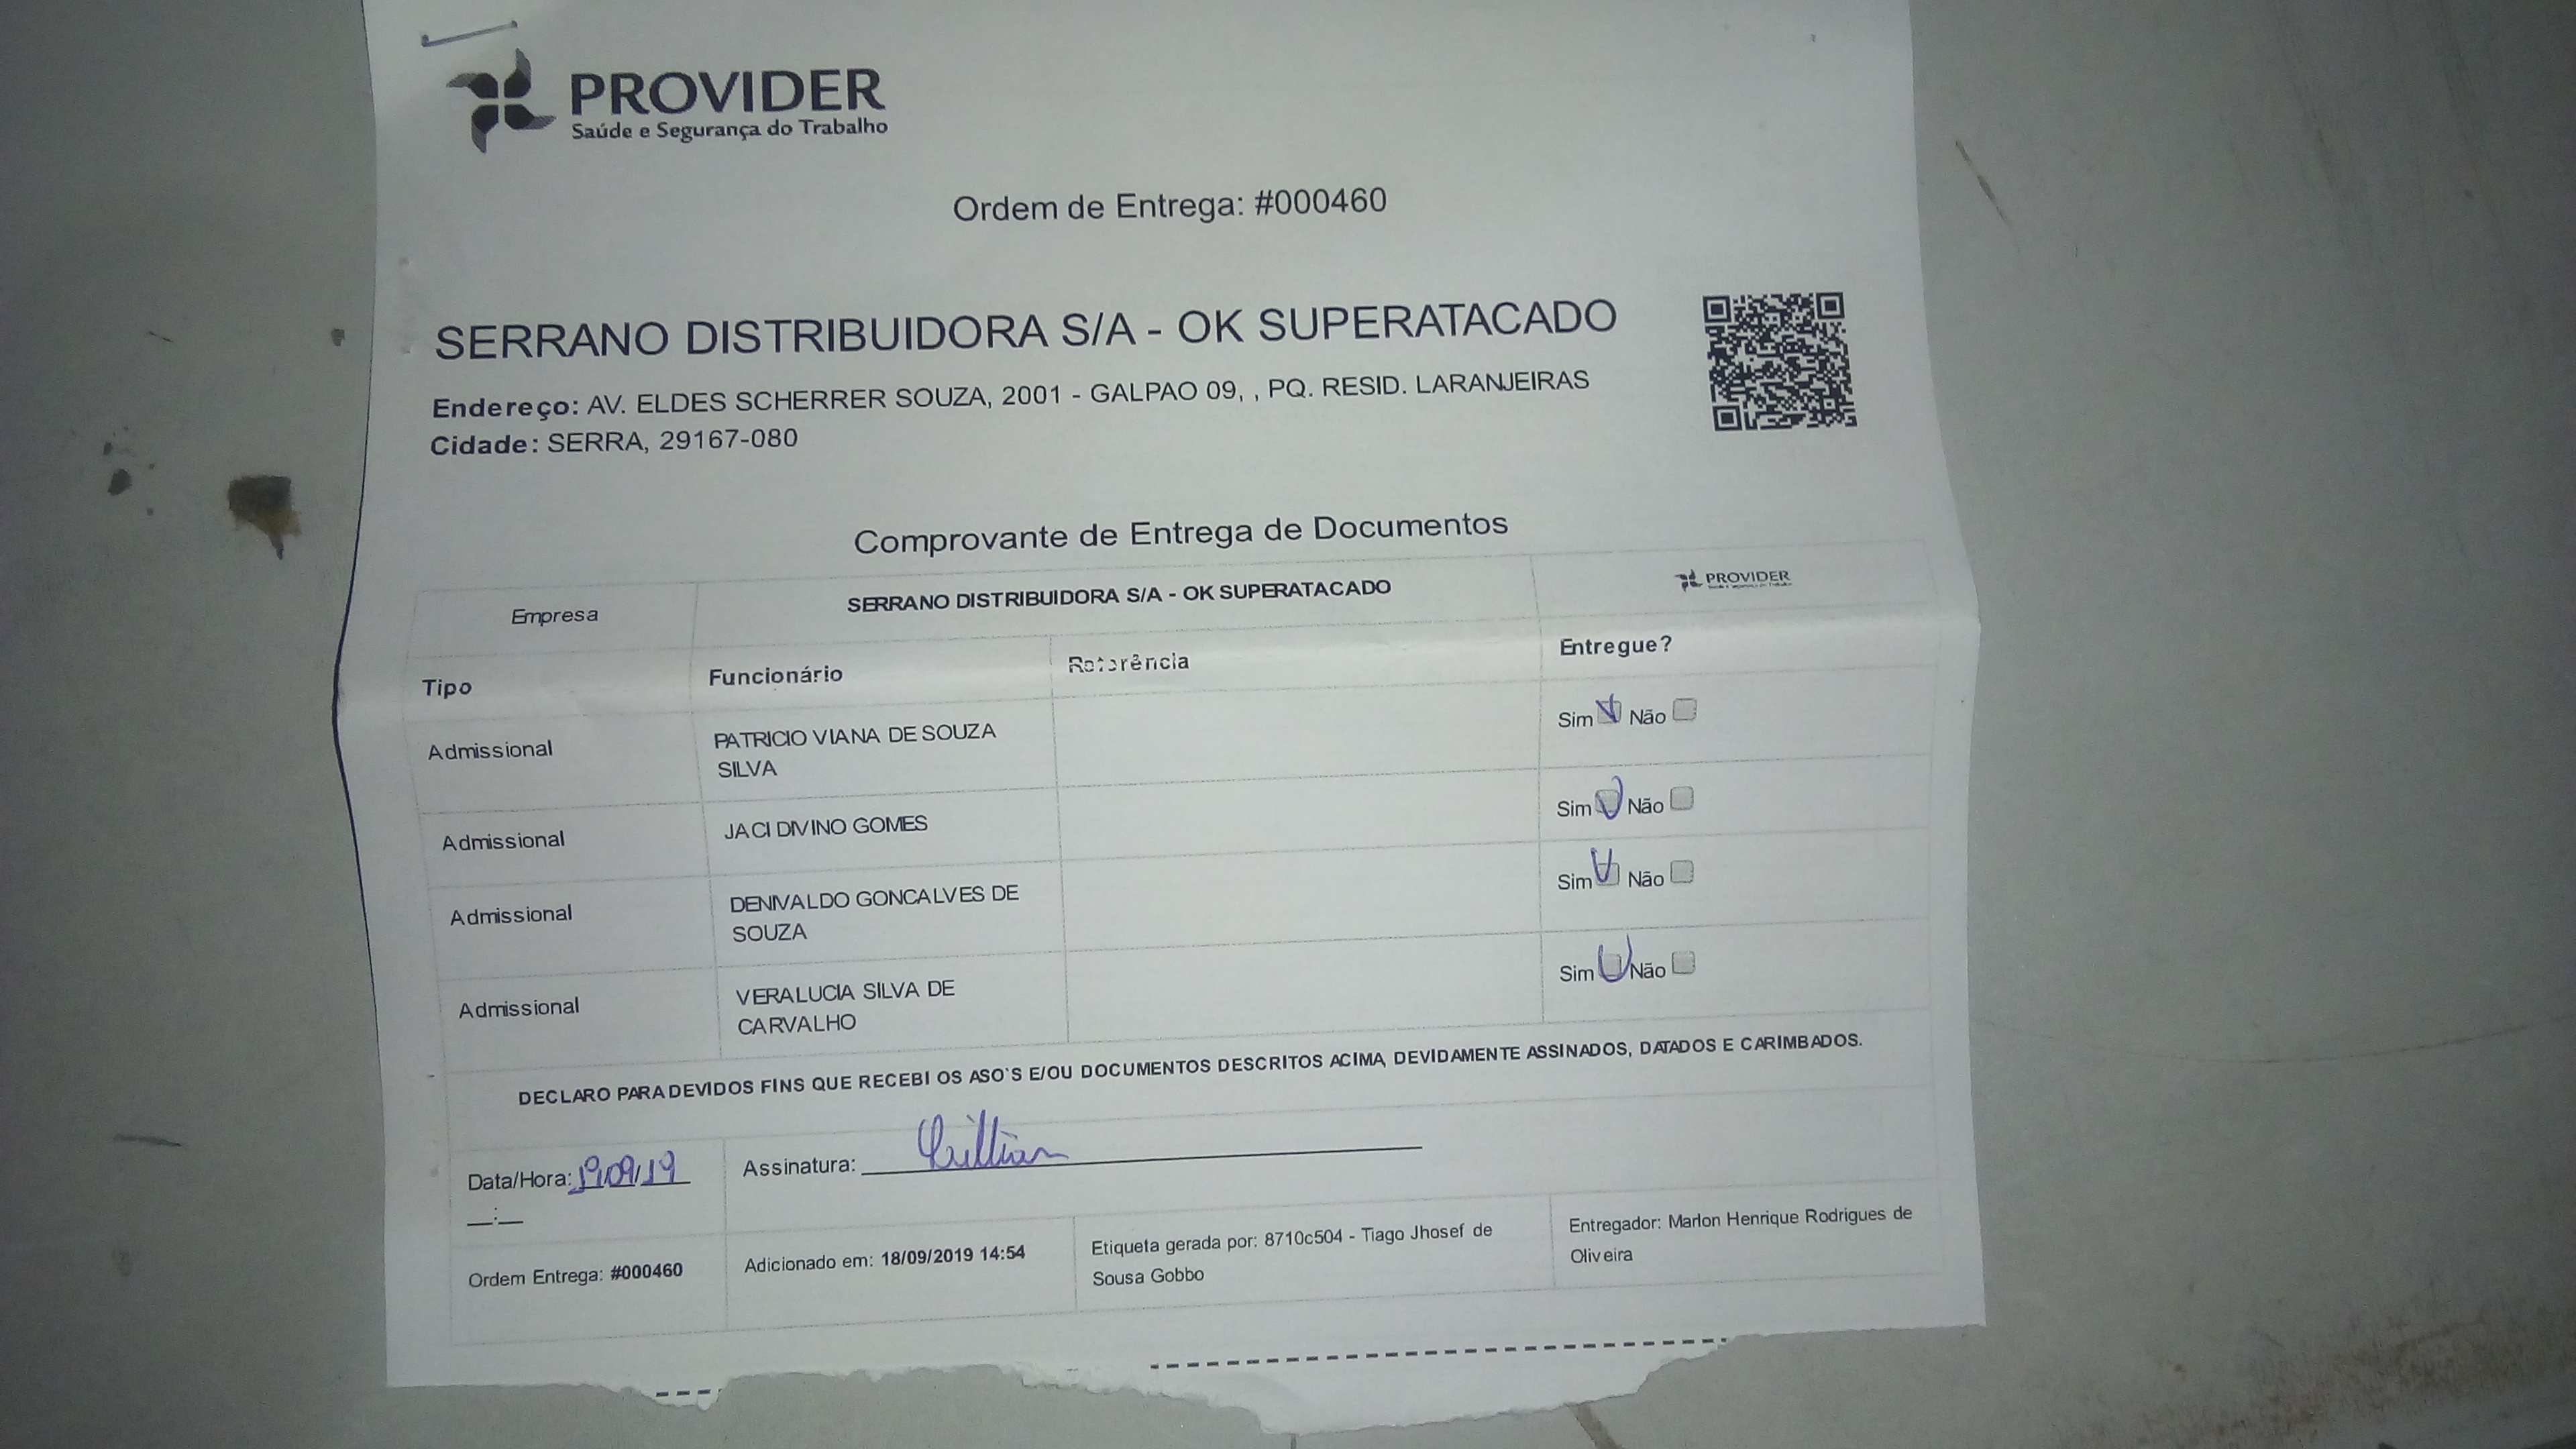 PROVIDER
Saúde e Segurança do Trabalho
Ordem de Entrega: #000460
SERRANO DISTRIBUIDORA S/A - OK SUPERATACADO
Endereço: AV. ELDES SCHERRER SOUZA, 2001 - GALPAO 09, , PQ. RESID. LARANJEIRAS
Cidade: SERRA, 29167-080
Comprovante de Entrega de Documentos
Empresa SERRANO DISTRIBUIDORA S/A - OK SUPERATACADO PROVIDER
Tipo Funcionário Referência Entregue?
Admissional PATRICIO VIANA DE SOUZA Sim Não
SILVA
Admissional JACI DIVINO GOMES Sim Não
Admissional DENIVALDO GONCALVES DE Sim Não
SOUZA
Admissional VERALUCIA SILVA DE Sim Não
CARVALHO
DECLARO PARA DEVIDOS FINS QUE RECEBI OS ASO`S E/OU DOCUMENTOS DESCRITOS ACIMA, DEVIDAMENTE ASSINADOS, DATADOS E CARIMBADOS.
Data/Hora: 19/09/19 Assinatura:
__:__
Ordem Entrega: #000460 Adicionado em: 18/09/2019 14:54 Etiqueta gerada por: 8710c504 - Tiago Jhosef de Entregador: Marlon Henrique Rodrigues de
Sousa Gobbo Oliveira